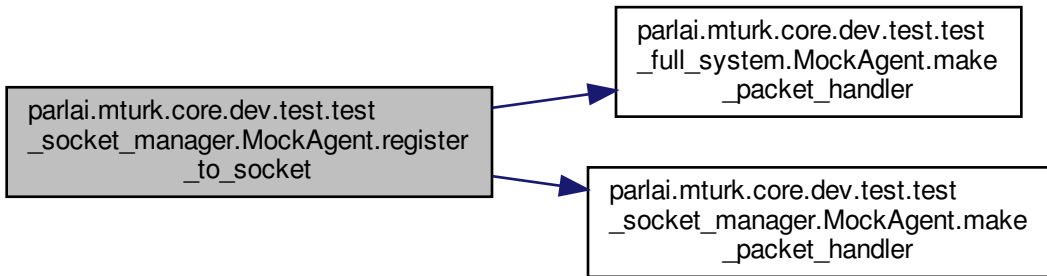 parlai.mturk.core.dev.test.test
_full_system.MockAgent.make
_packet_handler
parlai.mturk.core.dev.test.test
_socket_manager.MockAgent.register
_to_socket
parlai.mturk.core.dev.test.test
_socket_manager.MockAgent.make
_packet_handler